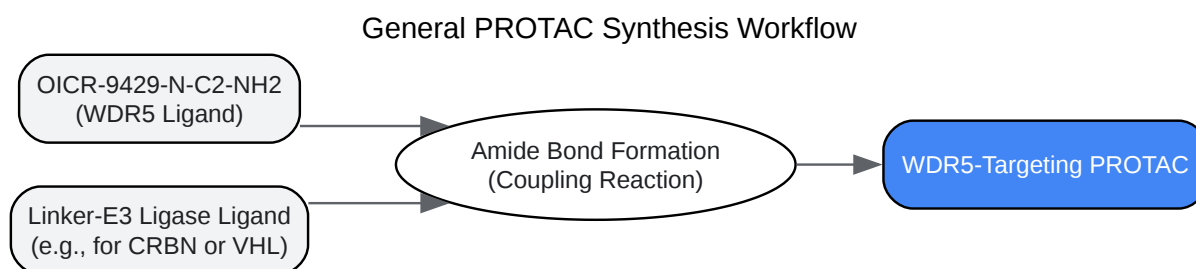 General PROTAC Synthesis Workflow
OICR-9429-N-C2-NH2
(WDR5 Ligand)
Amide Bond Formation
(Coupling Reaction)
WDR5-Targeting PROTAC
Linker-E3 Ligase Ligand
(e.g., for CRBN or VHL)